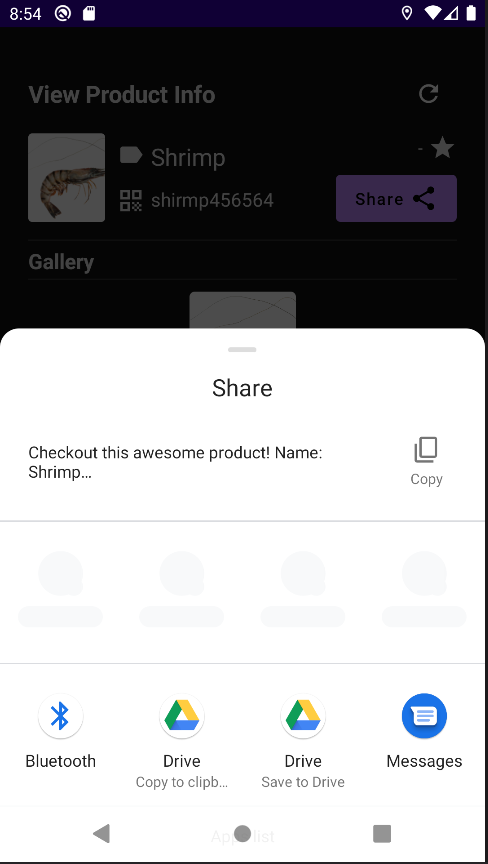 8:54
View Product Info
Shrimp
-
shirmp456564
Share
Gallery
Share
Checkout this awesome product! Name:
Shrimp…
Copy
Bluetooth
Drive
Copy to clipb…
Drive
Save to Drive
Messages
Apps list